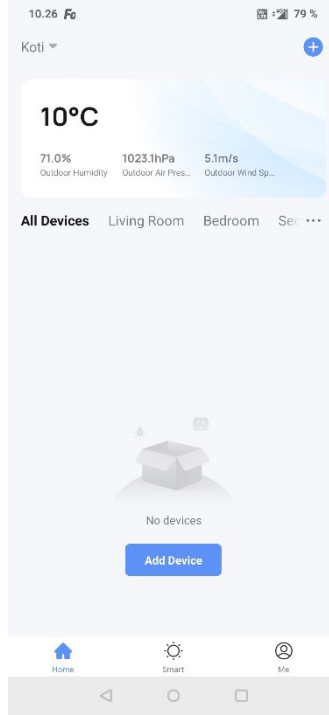 10.26 Fc 79 %
Koti
10°C
71.0% 1023.1hPa 5.1m/s
Outdoor Humidity Outdoor Air Pres... Outdoor Wind Sp...
All Devices Living Room Bedroom Sec ...
No devices
Add Device
Home Smart Me